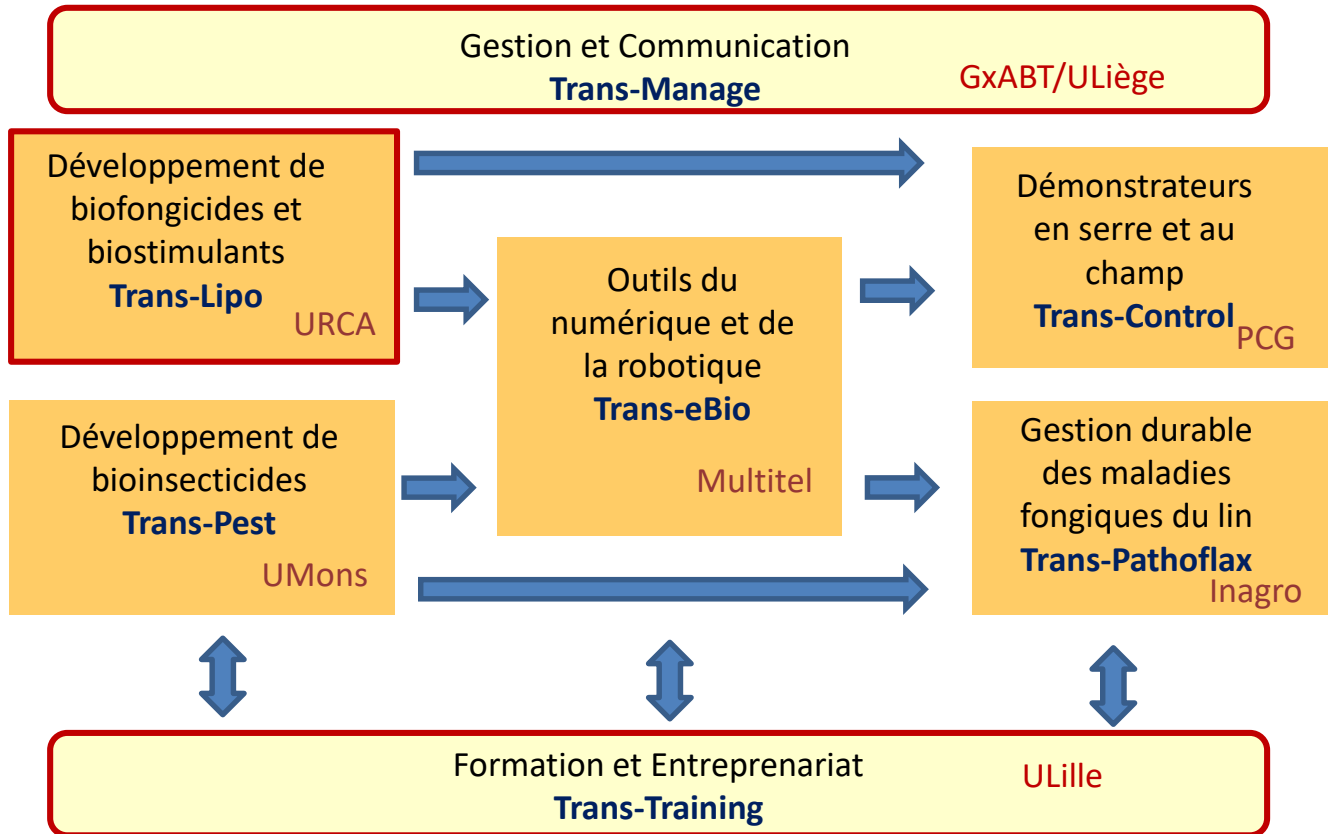 Gestion et Communication
Trans-Manage
GxABT/ULiège
Développement de
biofongicides et
biostimulants
Trans-Lipo
URCA
Développement de
bioinsecticides
Trans-Pest
UMons
Outils du
numérique et de
la robotique
Trans-eBio
Multitel
Démonstrateurs
en serre et au
champ
Trans-Control
PCG
Gestion durable
des maladies
fongiques du lin
Trans-Pathoflax
Inagro
Formation et Entreprenariat
Trans-Training
ULille